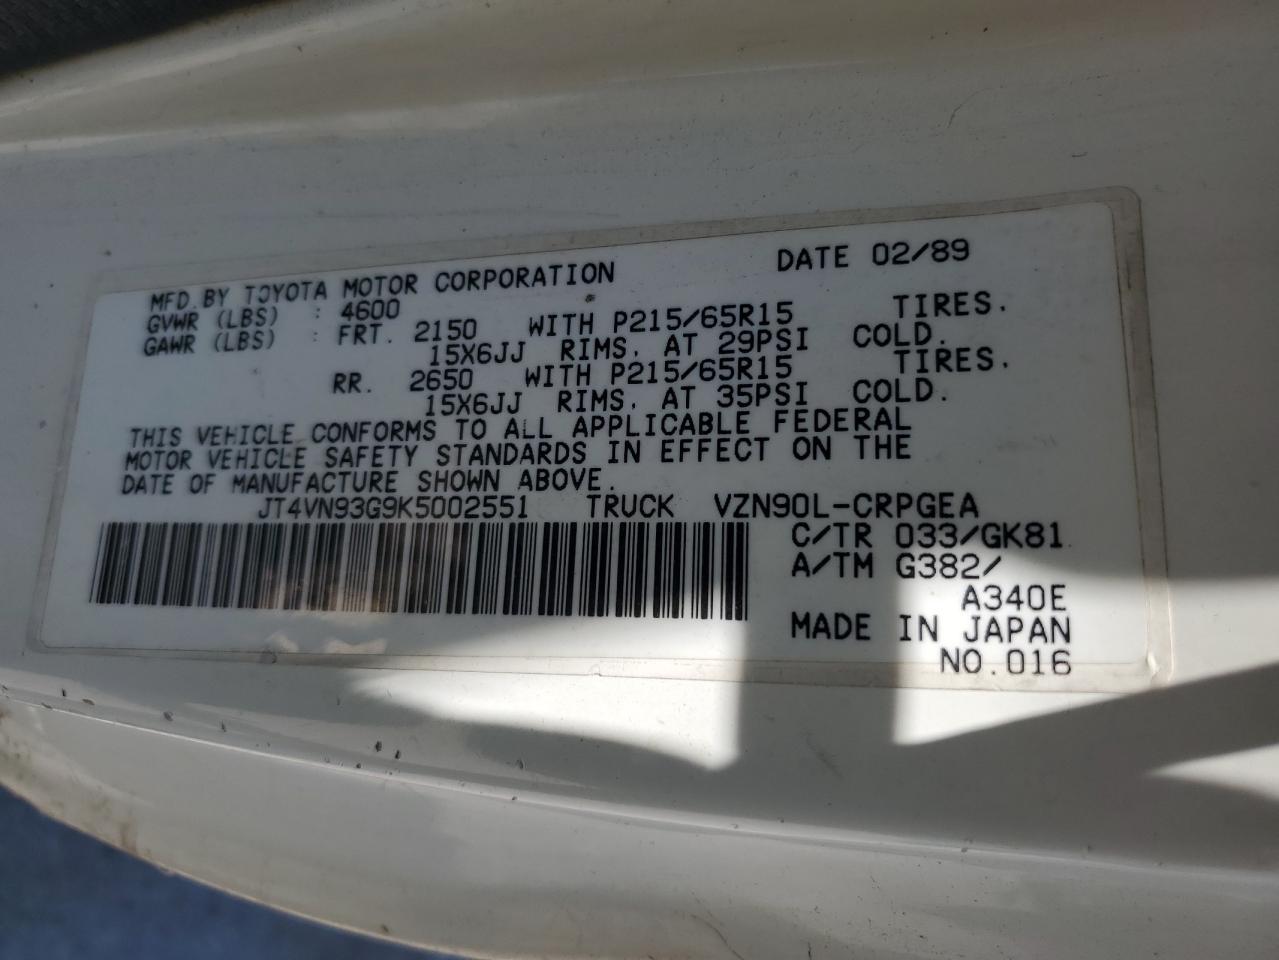 MFD. BY TOYOTA MOTOR CORPORATION DATE 02/89
GVWR (LBS) : 4600
GAWR (LBS) : FRT. 2150 WITH P215/65R15 TIRES.
15X6JJ RIMS, AT 29PSI COLD.
RR. 2650 WITH P215/65R15 TIRES.
15X6JJ RIMS, AT 35PSI COLD.
THIS VEHICLE CONFORMS TO ALL APPLICABLE FEDERAL
MOTOR VEHICLE SAFETY STANDARDS IN EFFECT ON THE
DATE OF MANUFACTURE SHOWN ABOVE.
JT4VN93G9K5002551 TRUCK VZN90L-CRPGEA
C/TR 033/GK81
A/TM G382/
A340E
MADE IN JAPAN
NO.016